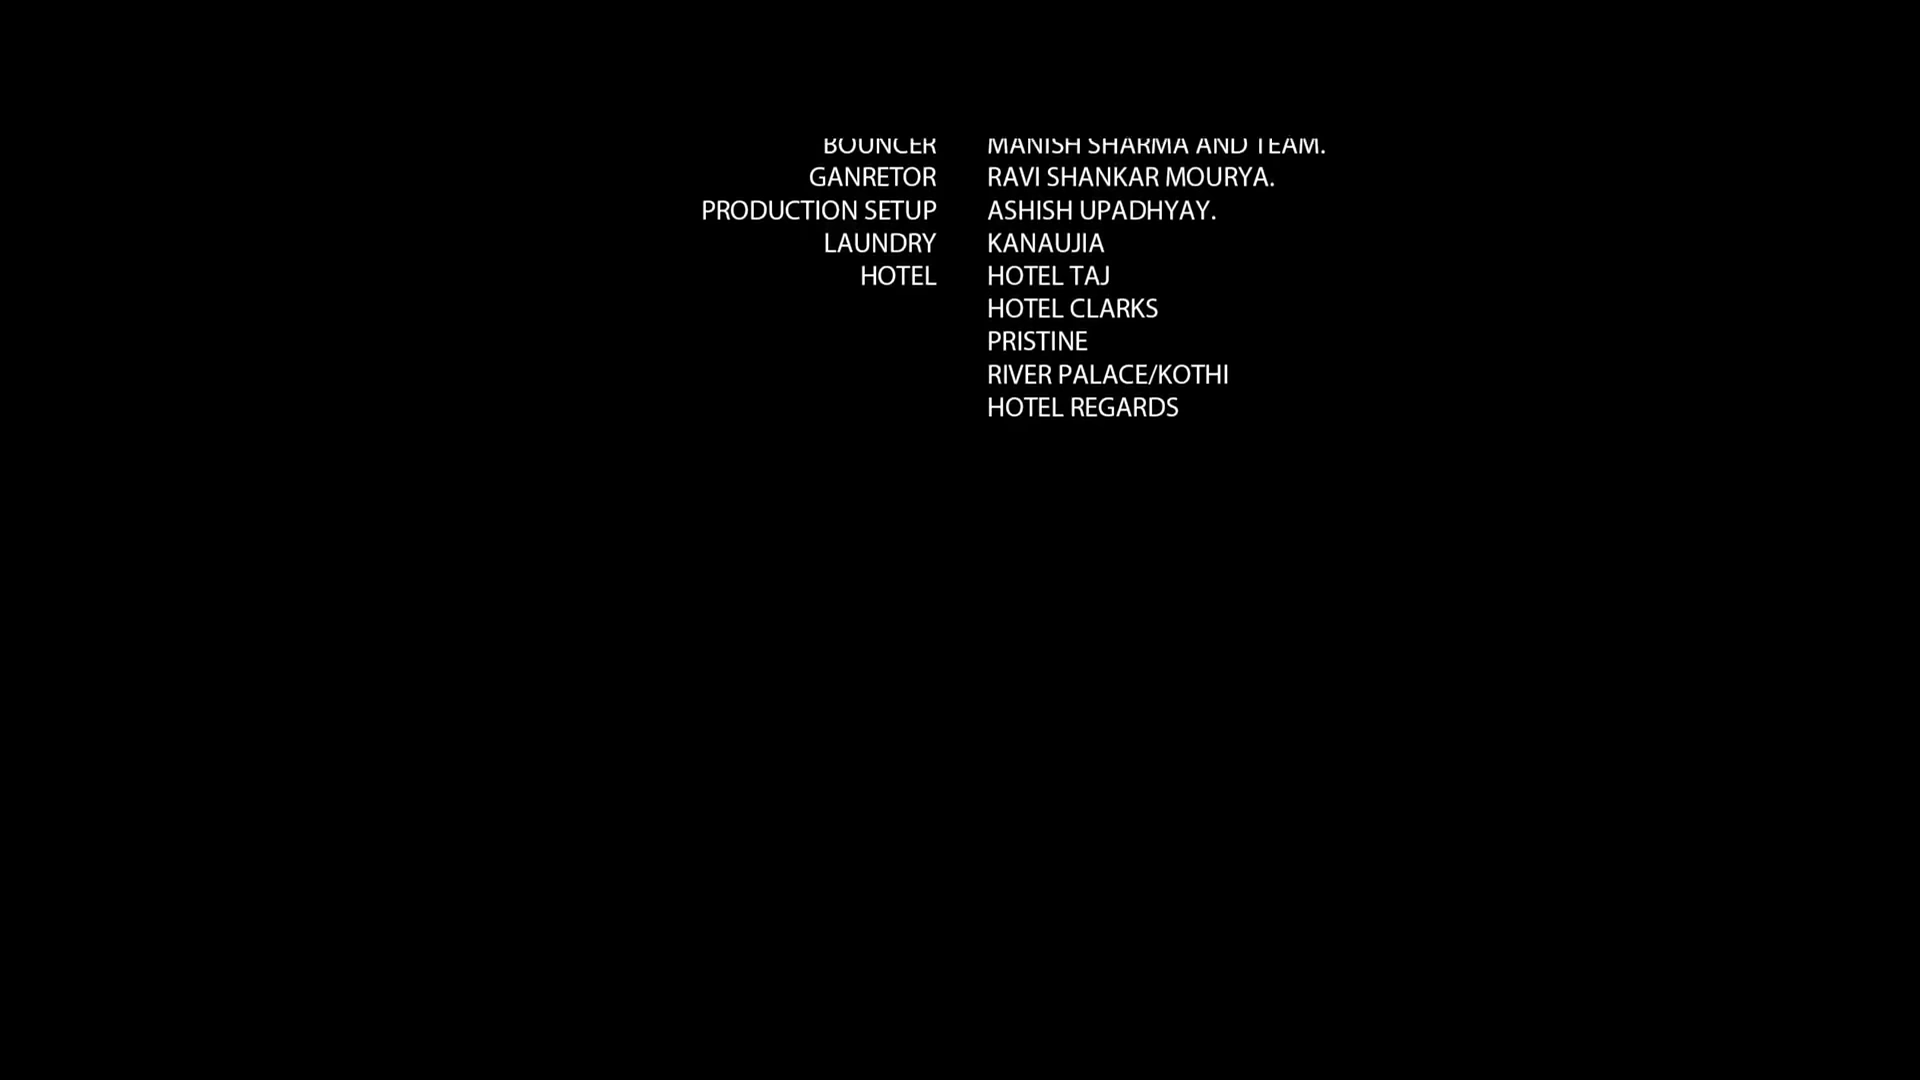 BOUNCER MANISH SHARMA AND TEAM.
GANRETOR RAVI SHANKAR MOURYA.
PRODUCTION SETUP ASHISH UPADHYAY.
LAUNDRY KANAUJIA
HOTEL HOTEL TAJ
HOTEL CLARKS
PRISTINE
RIVER PALACE/KOTHI
HOTEL REGARDS